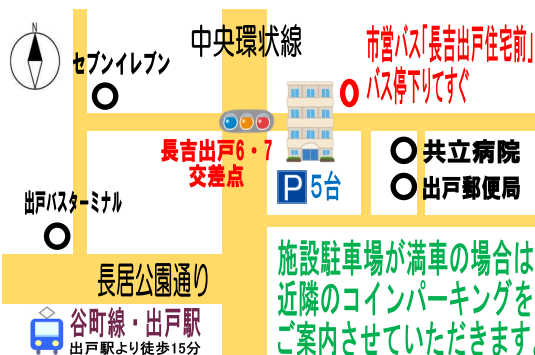 N
中央環状線
セブンイレブン
市営バス「長吉出戸住宅前」
バス停下りてすぐ
長吉出戸6・7
交差点
P 5台
共立病院
出戸郵便局
出戸バスターミナル
長居公園通り
谷町線・出戸駅
出戸駅より徒歩15分
施設駐車場が満車の場合は
近隣のコインパーキングを
ご案内させていただきます。